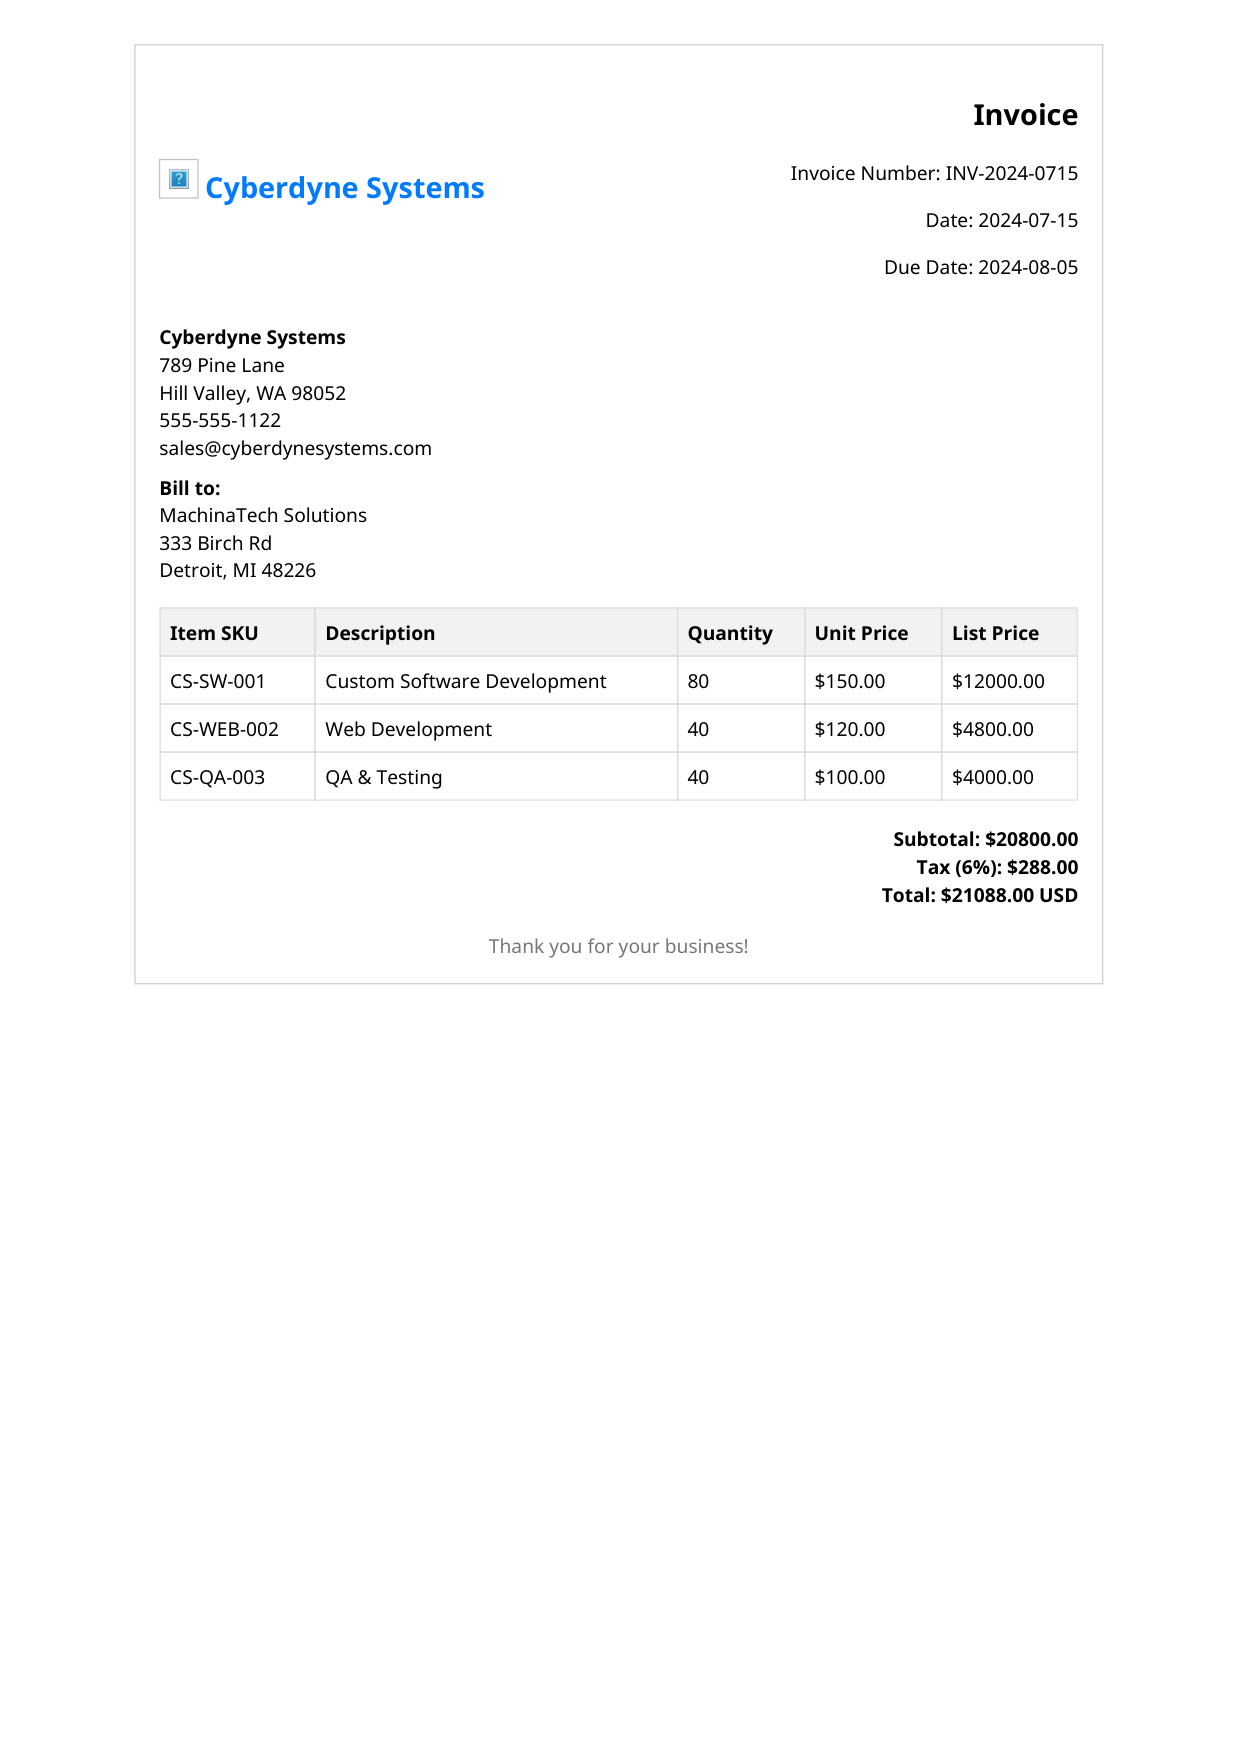 Invoice
Cyberdyne Systems
Invoice Number: INV-2024-0715
Date: 2024-07-15
Due Date: 2024-08-05
Cyberdyne Systems
789 Pine Lane
Hill Valley, WA 98052
555-555-1122
sales@cyberdynesystems.com
Bill to:
MachinaTech Solutions
333 Birch Rd
Detroit, MI 48226
Item SKU Description Quantity Unit Price List Price
CS-SW-001 Custom Software Development 80 $150.00 $12000.00
CS-WEB-002 Web Development 40 $120.00 $4800.00
CS-QA-003 QA & Testing 40 $100.00 $4000.00
Subtotal: $20800.00
Tax (6%): $288.00
Total: $21088.00 USD
Thank you for your business!